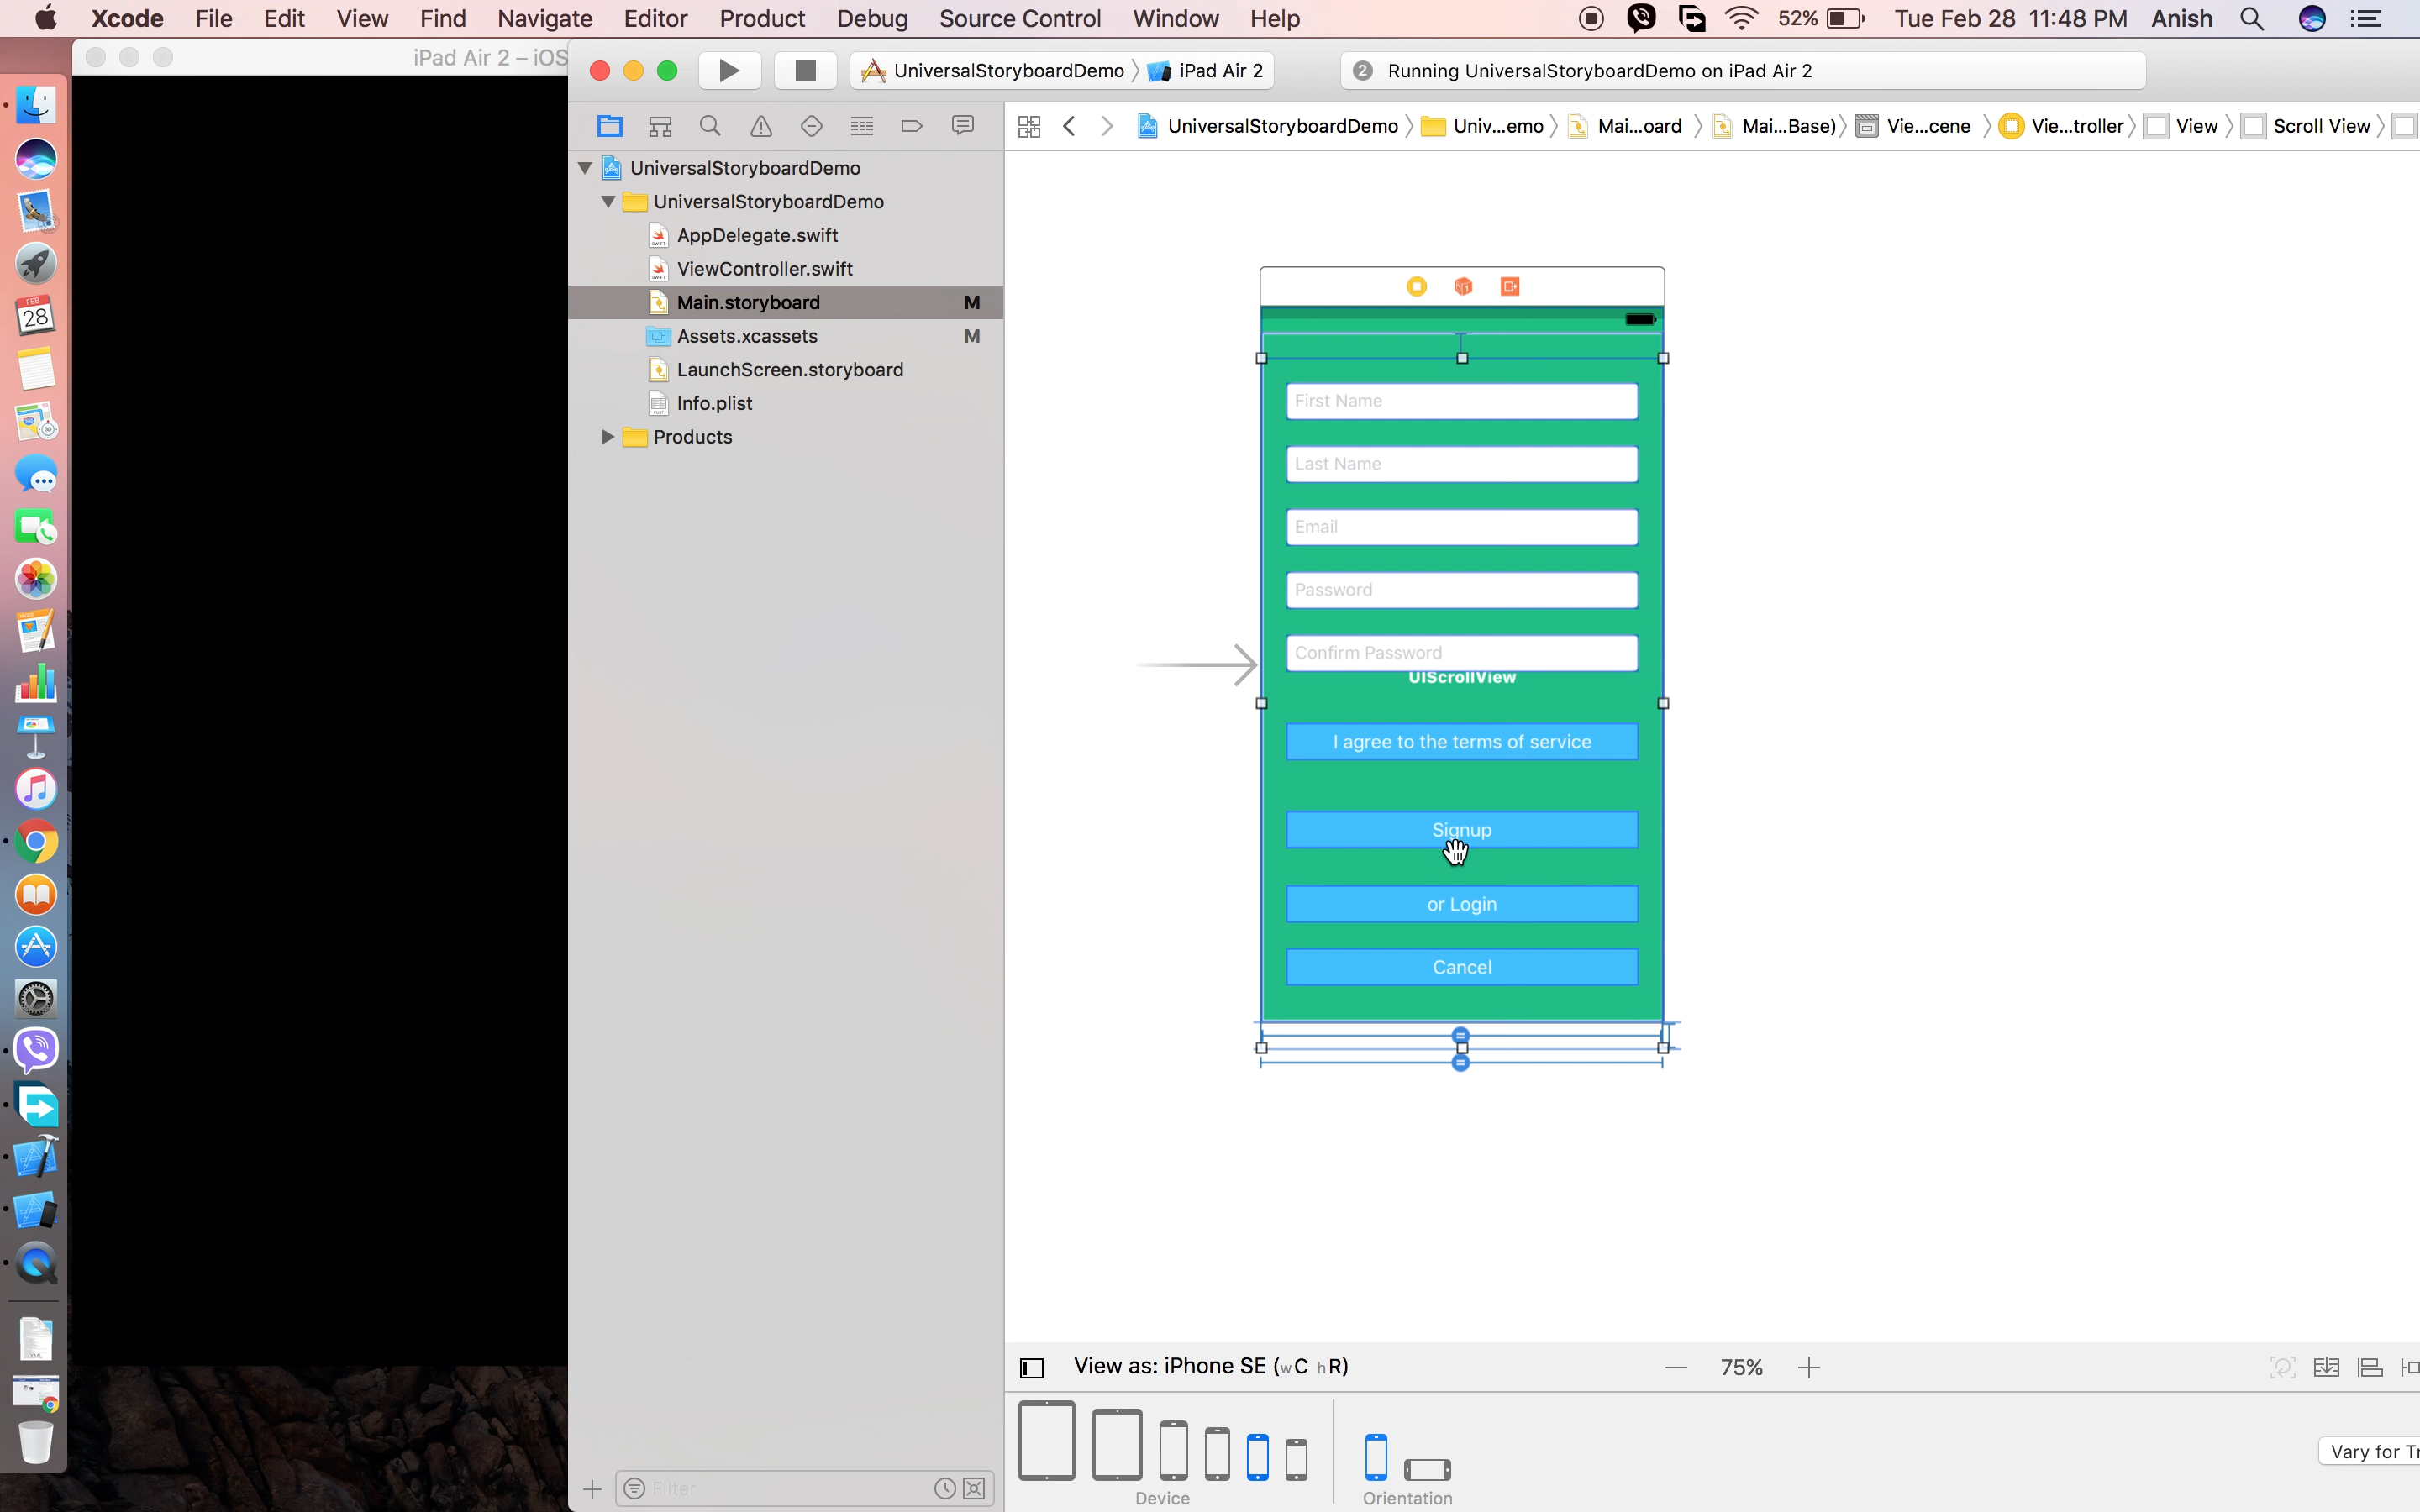 Xcode File Edit View Find Navigate Editor Product Debug Source Control Window Help 52% Tue Feb 28 11:48 PM Anish
iPad Air 2 – iOS
UniversalStoryboardDemo iPad Air 2
2 Running UniversalStoryboardDemo on iPad Air 2
UniversalStoryboardDemo Univ...emo Mai...oard Mai...Base) Vie...cene Vie...troller View Scroll View
UniversalStoryboardDemo
UniversalStoryboardDemo
AppDelegate.swift
ViewController.swift
Main.storyboard M
Assets.xcassets M
LaunchScreen.storyboard
Info.plist
Products
FEB
28
First Name
Last Name
Email
Password
Confirm Password
UIScrollView
I agree to the terms of service
Signup
or Login
Cancel
View as: iPhone SE (wC hR)
75%
Vary for Tr
Filter
Device
Orientation